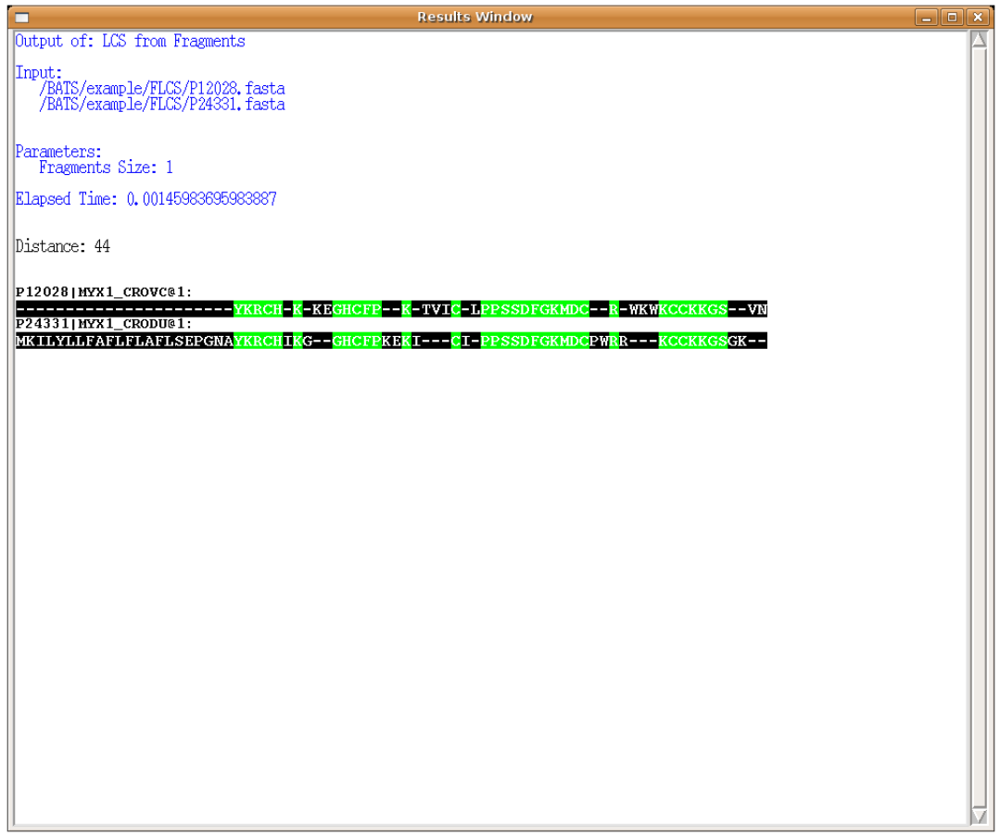 Results Window
Output of: LCS from Fragments
Input:
/BATS/example/FLCS/P12028.fasta
/BATS/example/FLCS/P24331.fasta
Parameters:
Fragments Size: 1
Elapsed Time: 0.00145983695983887
Distance: 44
P12028|MYX1_CROVC@1:
----------------------YKRCH-K-KEGHCFP--K-TVIC-LPPSSDFGKMDC--R-WKWKCCKKGS--VN
P24331|MYX1_CRODU@1:
MKILYLLFAFLFLAFLSEPGNAYKRCHIKG--GHCFPKEKI---CI-PPSSDFGKMDCPWRR---KCCKKGSGK--